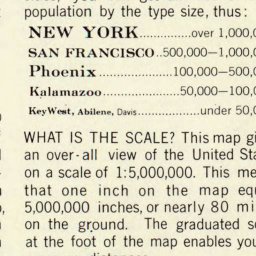 population by the type size, thus:
NEW YORK..............over 1,000,0
SAN FRANCISCO..500,000—1,000,0
Phoenix..................100,000—500,0
Kalamazoo...................50,000—100,0
Key West, Abilene, Davis................under 50,0
WHAT IS THE SCALE? This map gi
an over-all view of the United Sta
on a scale of 1:5,000,000. This me
that one inch on the map equ
5,000,000 inches, or nearly 80 mi
on the ground. The graduated s
at the foot of the map enables you